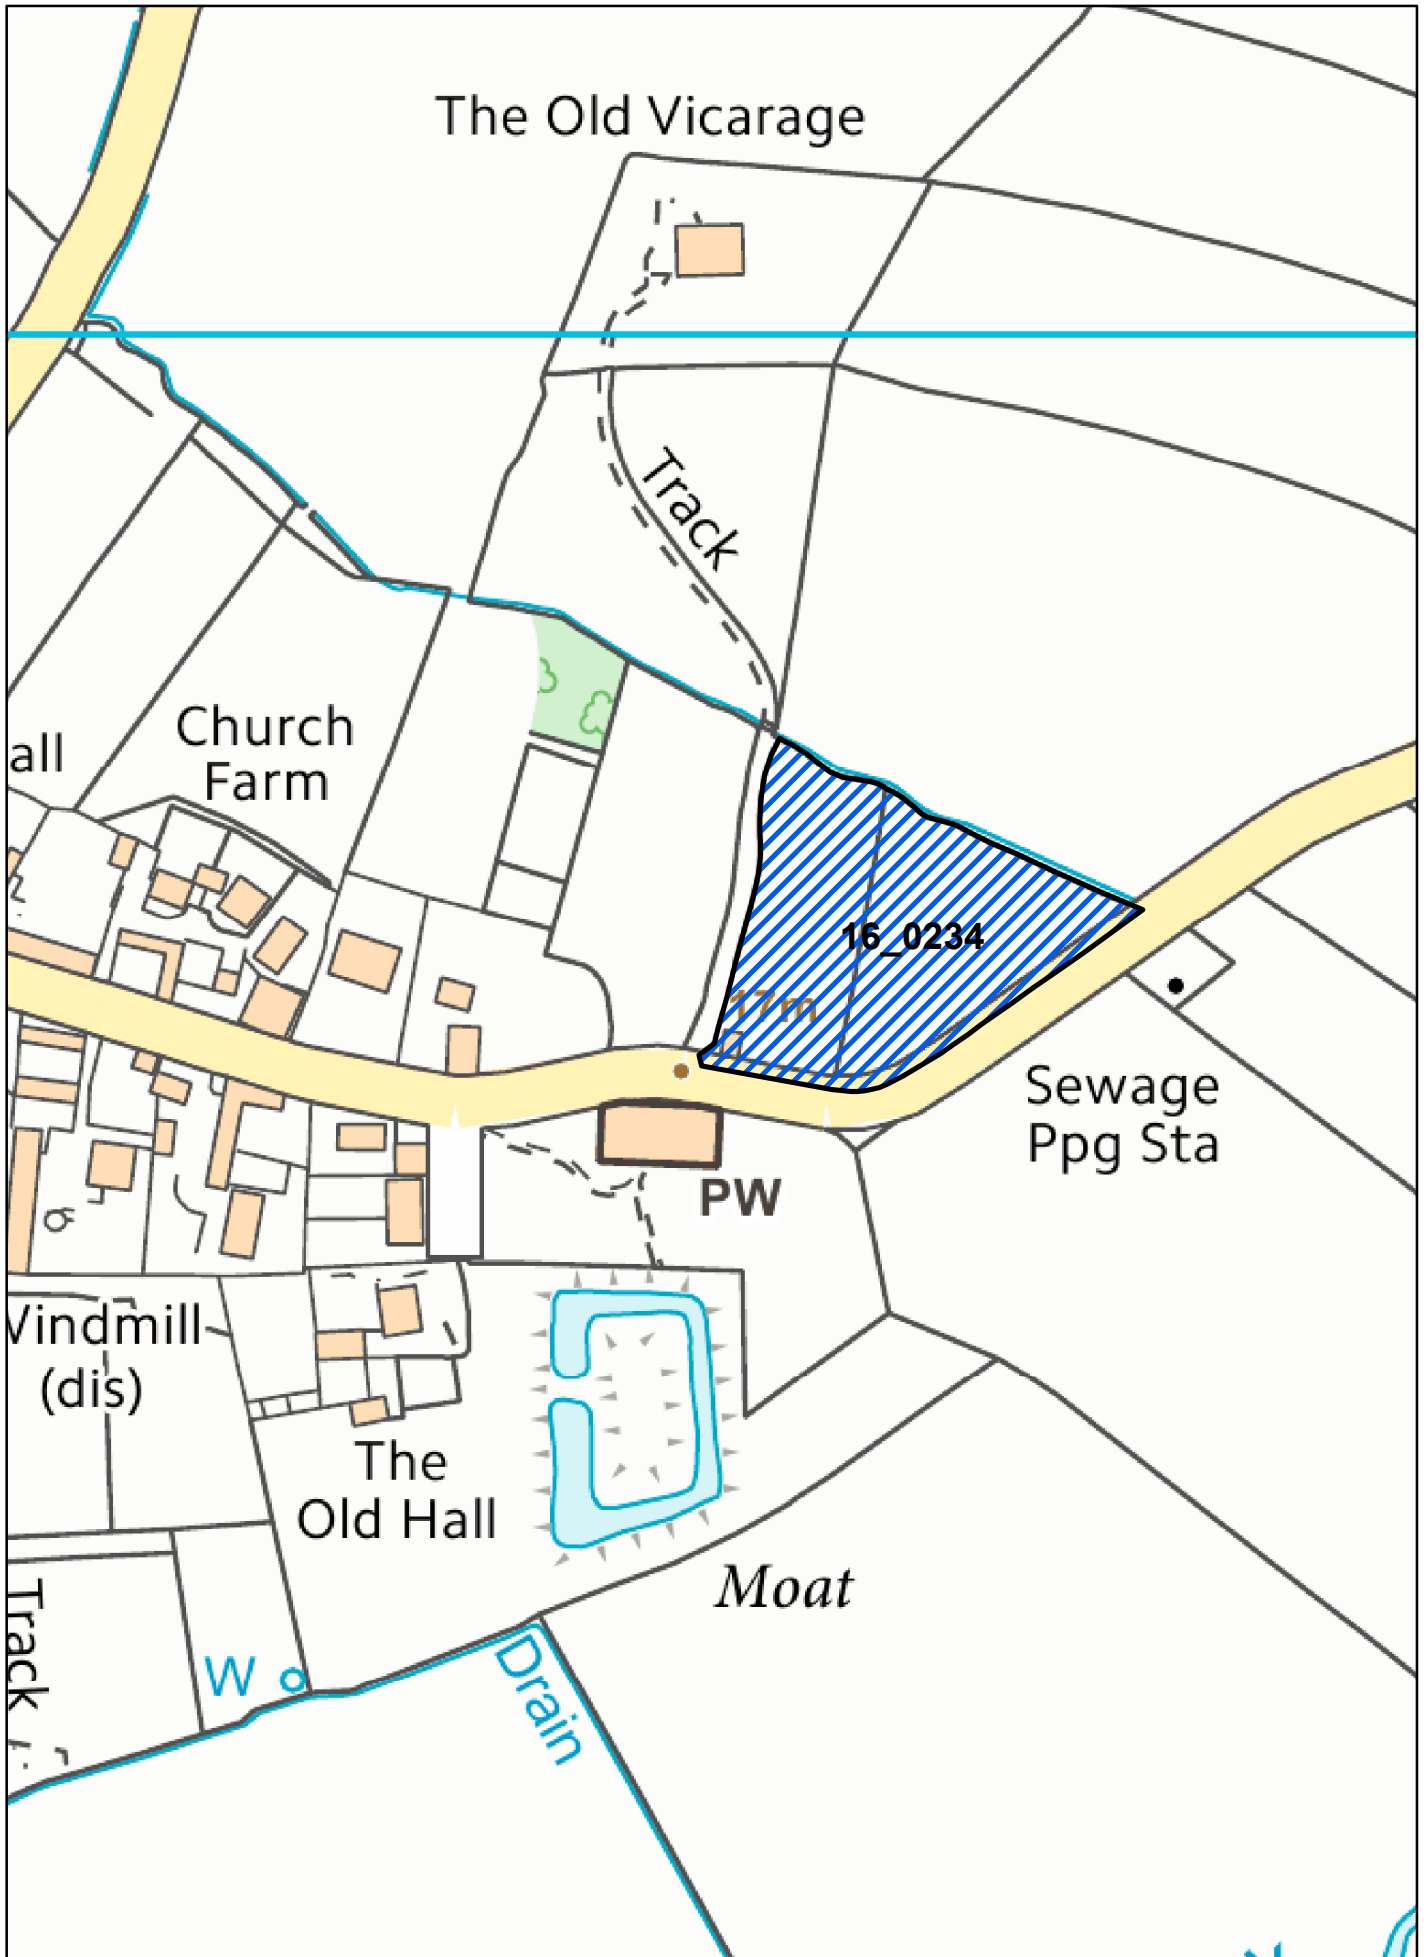 The Old Vicarage
Track
Church
Farm
all
16_0234
17m
Sewage
Ppg Sta
PW
Vindmill
(dis)
The
Old Hall
Moat
Track
W
Drain